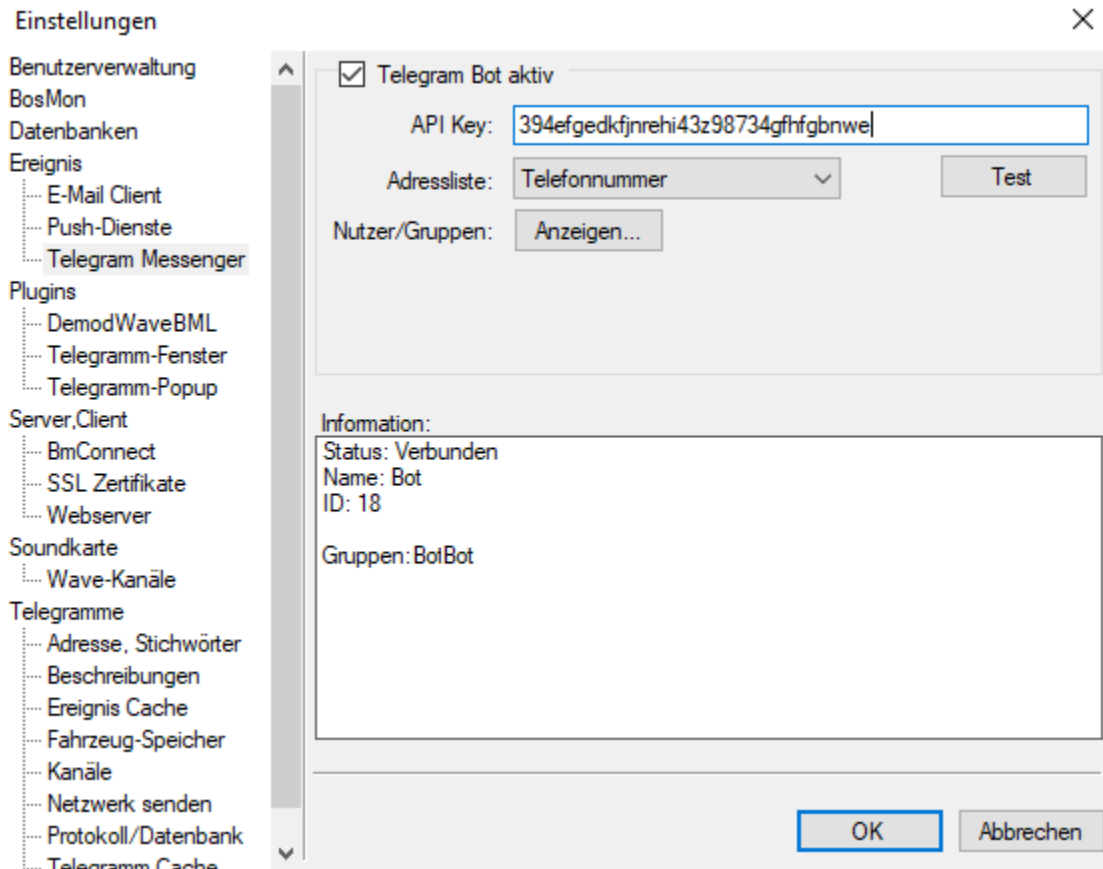 Einstellungen
Benutzerverwaltung
BosMon
Datenbanken
Ereignis
E-Mail Client
Push-Dienste
Telegram Messenger
Plugins
DemodWaveBML
Telegramm-Fenster
Telegramm-Popup
Server,Client
BmConnect
SSL Zertifikate
Webserver
Soundkarte
Wave-Kanäle
Telegramme
Adresse, Stichwörter
Beschreibungen
Ereignis Cache
Fahrzeug-Speicher
Kanäle
Netzwerk senden
Protokoll/Datenbank
Telegramm Cache
Telegram Bot aktiv
API Key: 394efgedkfjnrehi43z98734gfhfgbnwe
Adressliste: Telefonnummer Test
Nutzer/Gruppen: Anzeigen...
Information:
Status: Verbunden
Name: Bot
ID: 18
Gruppen: BotBot
OK Abbrechen